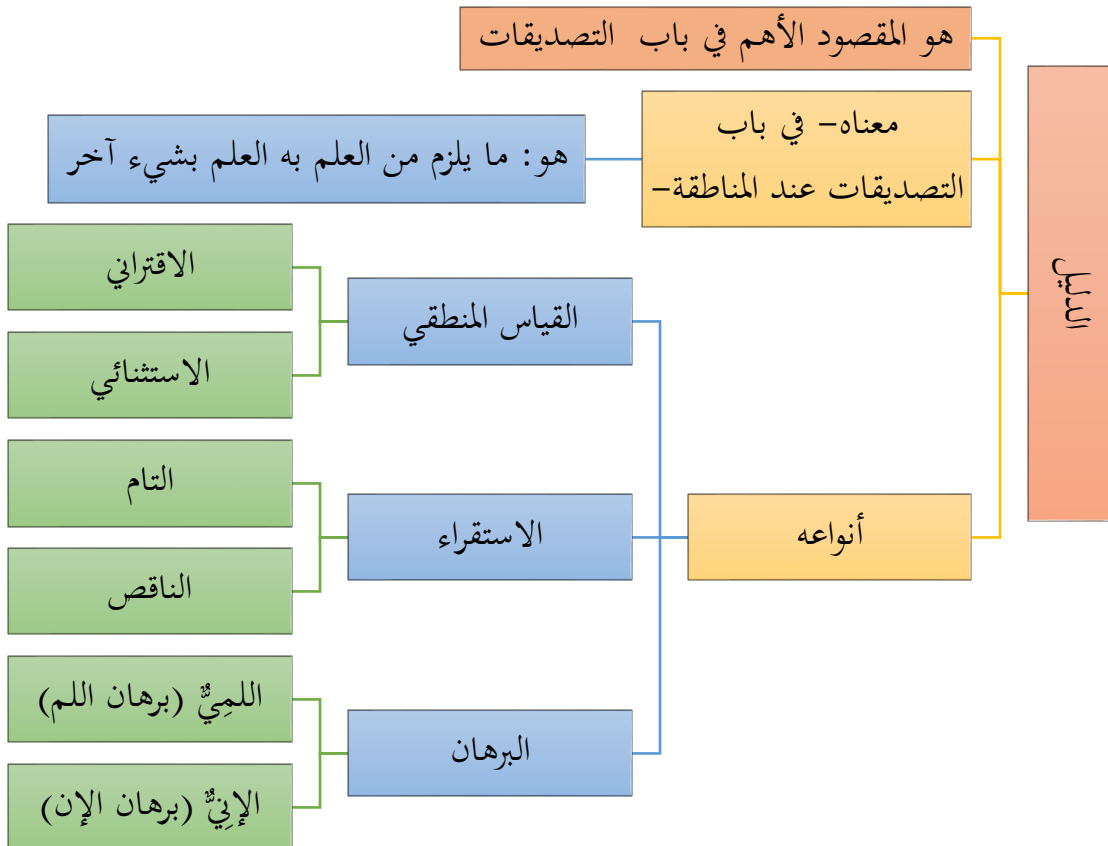 الدليل
هو المقصود الأهم في باب التصديقات
معناه– في باب
التصديقات عند المناطقة–
هو: ما يلزم من العلم به العلم بشيء آخر
أنواعه
القياس المنطقي
الاقتراني
الاستثنائي
الاستقراء
التام
الناقص
البرهان
اللمِيٌّ (برهان اللم)
الإنِيٌّ (برهان الإن)